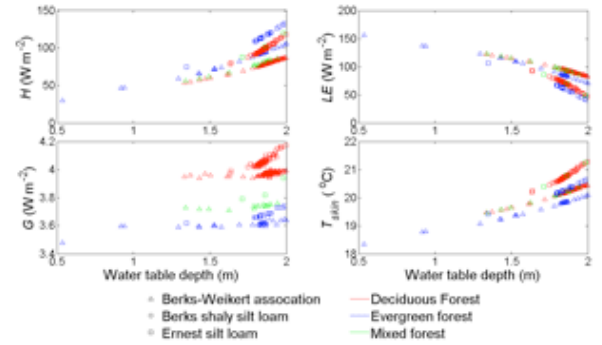 150
100
50
0
H (W m-2)
0.5 1 1.5 2
150
100
50
0
LE (W m-2)
0.5 1 1.5 2
4.2
4
3.8
3.6
3.4
G (W m-2)
0.5 1 1.5 2
Water table depth (m)
22
21
20
19
18
Tskin (°C)
0.5 1 1.5 2
Water table depth (m)
Berks-Weikert assocation
Berks shaly silt loam
Ernest silt loam
Deciduous Forest
Evergreen forest
Mixed forest